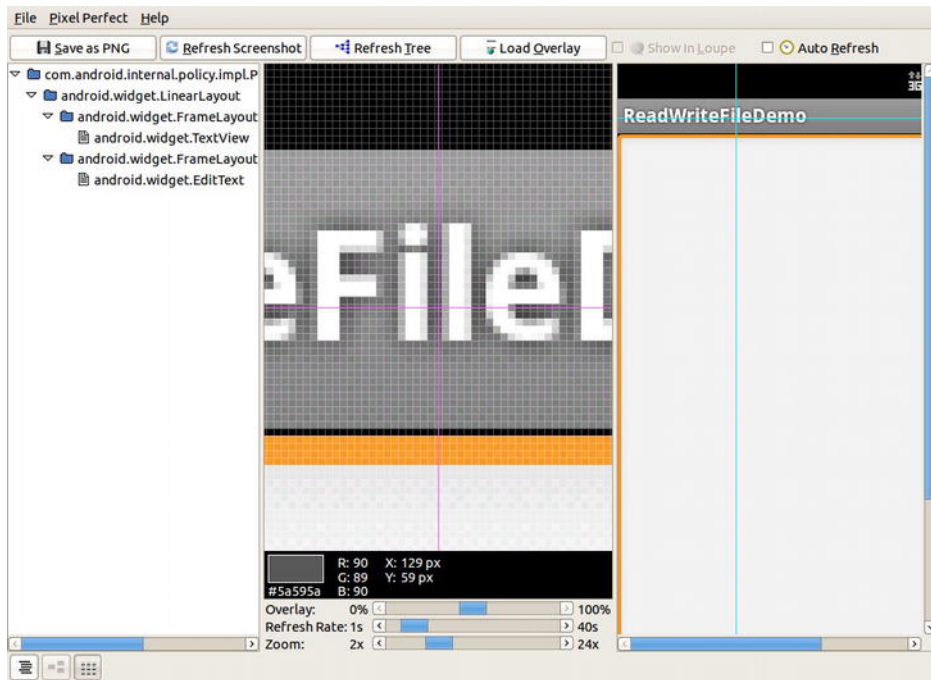 File Pixel Perfect Help
Save as PNG Refresh Screenshot Refresh Tree Load Overlay Show In Loupe Auto Refresh
com.android.internal.policy.impl.P
android.widget.LinearLayout
android.widget.FrameLayout
android.widget.TextView
android.widget.FrameLayout
android.widget.EditText
eFileD
#5a595a
R: 90 X: 129 px
G: 89 Y: 59 px
B: 90
Overlay: 0% 100%
Refresh Rate: 1s 40s
Zoom: 2x 24x
3G
ReadWriteFileDemo